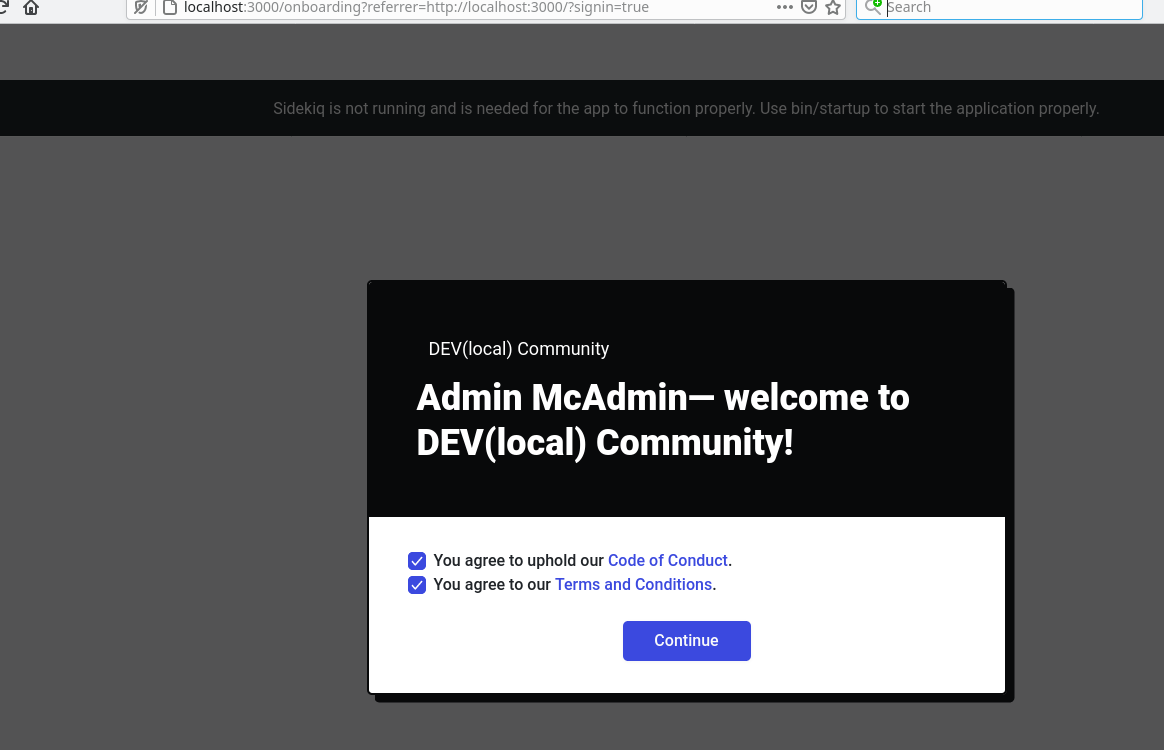 localhost:3000/onboarding?referrer=http://localhost:3000/?signin=true
Search
Sidekiq is not running and is needed for the app to function properly. Use bin/startup to start the application properly.
DEV(local) Community
Admin McAdmin— welcome to
DEV(local) Community!
You agree to uphold our Code of Conduct.
You agree to our Terms and Conditions.
Continue